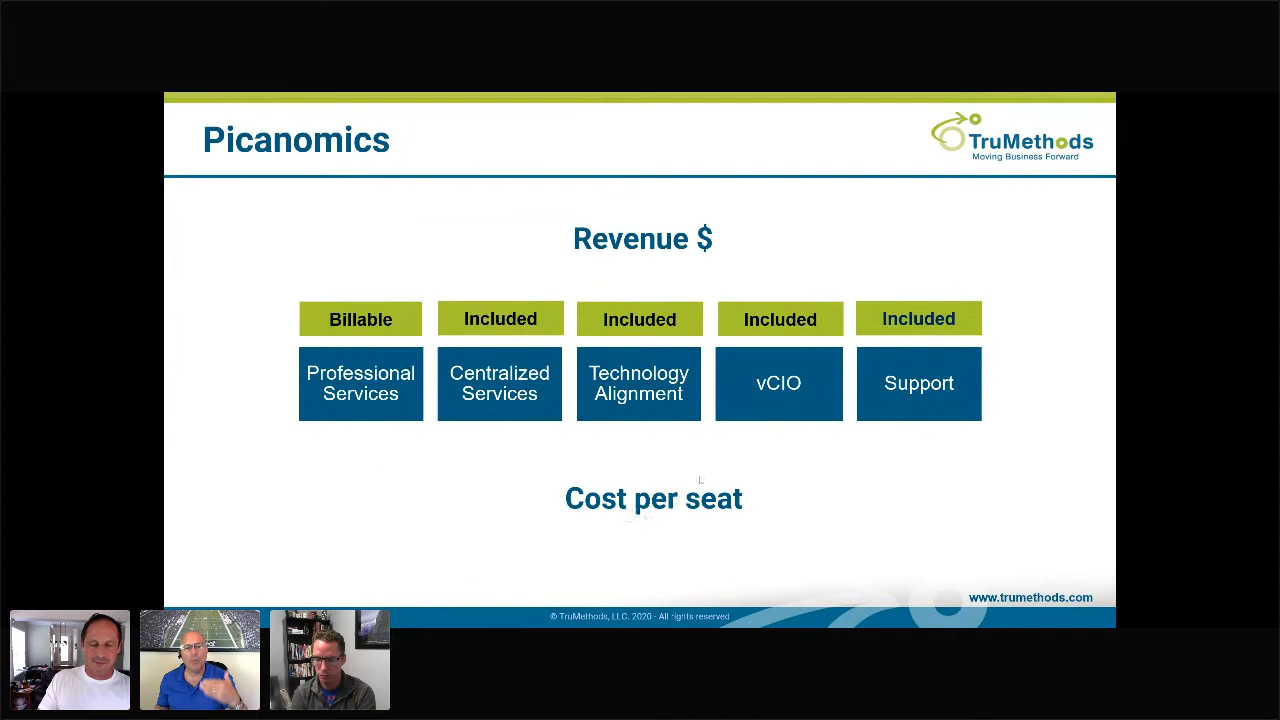 Picanomics
TruMethods
Moving Business Forward
Revenue $
Billable
Included
Included
Included
Included
Professional
Services
Centralized
Services
Technology
Alignment
vCIO
Support
Cost per seat
www.trumethods.com
© TruMethods, LLC. 2020 - All rights reserved